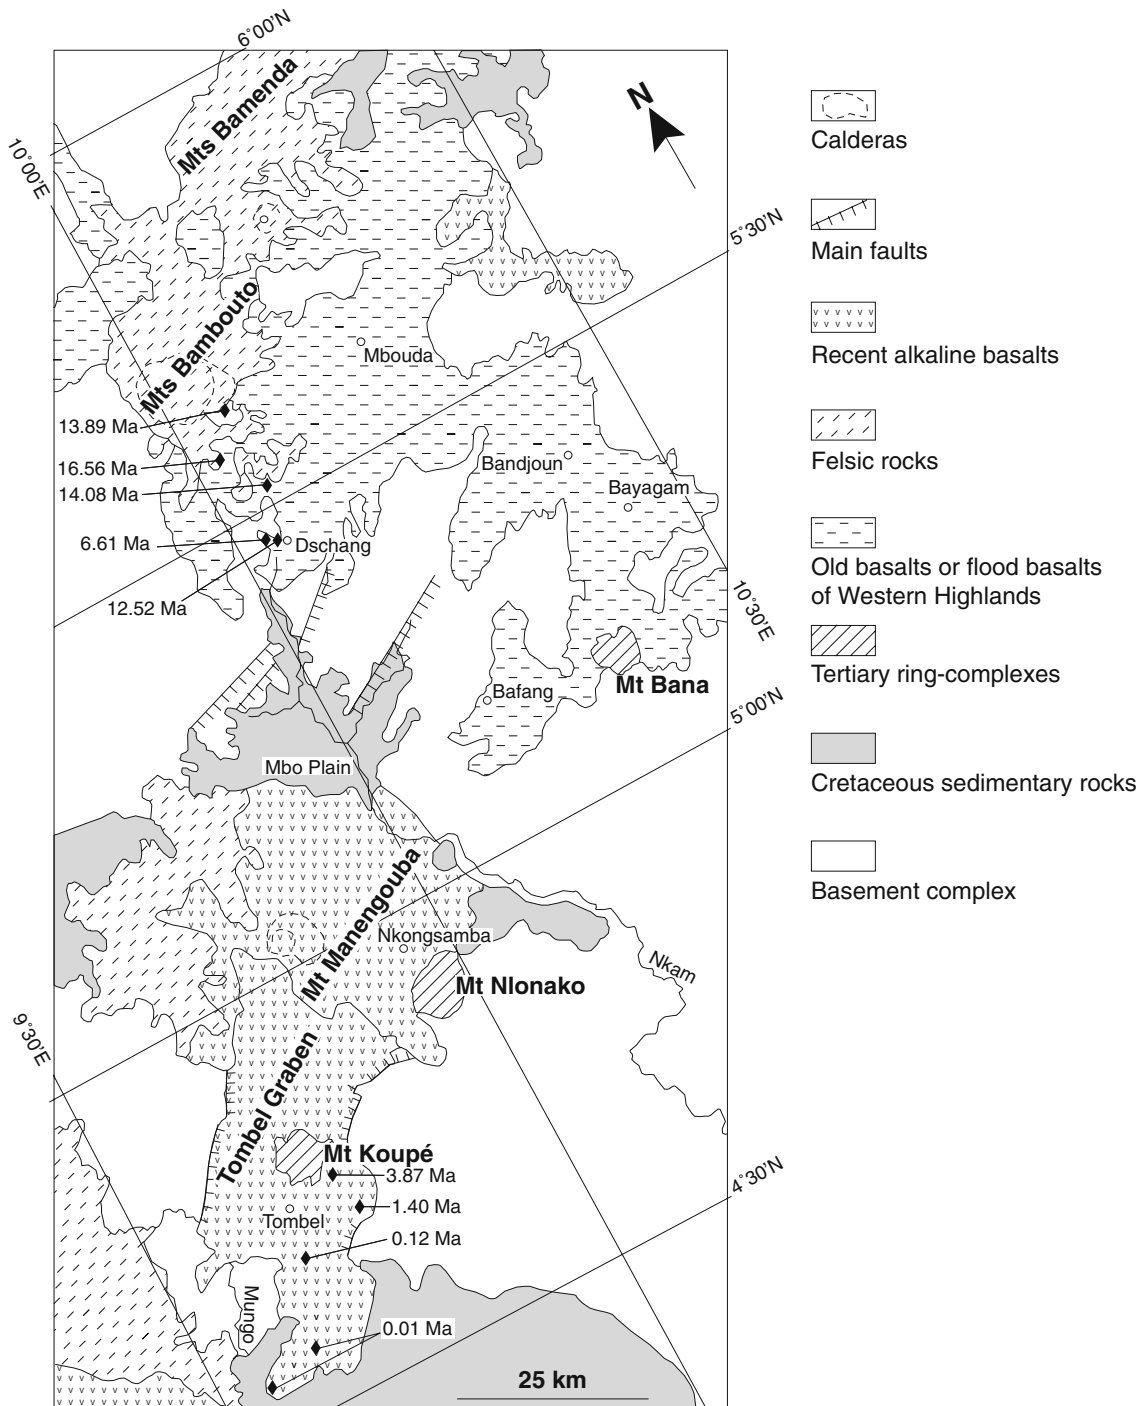 6°00'N
Mts Bamenda
N
10°00'E
5°30'N
Mts Bambouto
Mbouda
13.89 Ma
16.56 Ma
14.08 Ma
Bandjoun
Bayagam
6.61 Ma
Dschang
12.52 Ma
10°30'E
Mt Bana
Bafang
5°00'N
Mbo Plain
Mt Manengouba
Nkongsamba
Nkam
Mt Nlonako
9°30'E
Tombel Graben
Mt Koupé
3.87 Ma
4°30'N
1.40 Ma
Tombel
0.12 Ma
Mungo
0.01 Ma
25 km
Calderas
Main faults
Recent alkaline basalts
Felsic rocks
Old basalts or flood basalts
of Western Highlands
Tertiary ring-complexes
Cretaceous sedimentary rocks
Basement complex